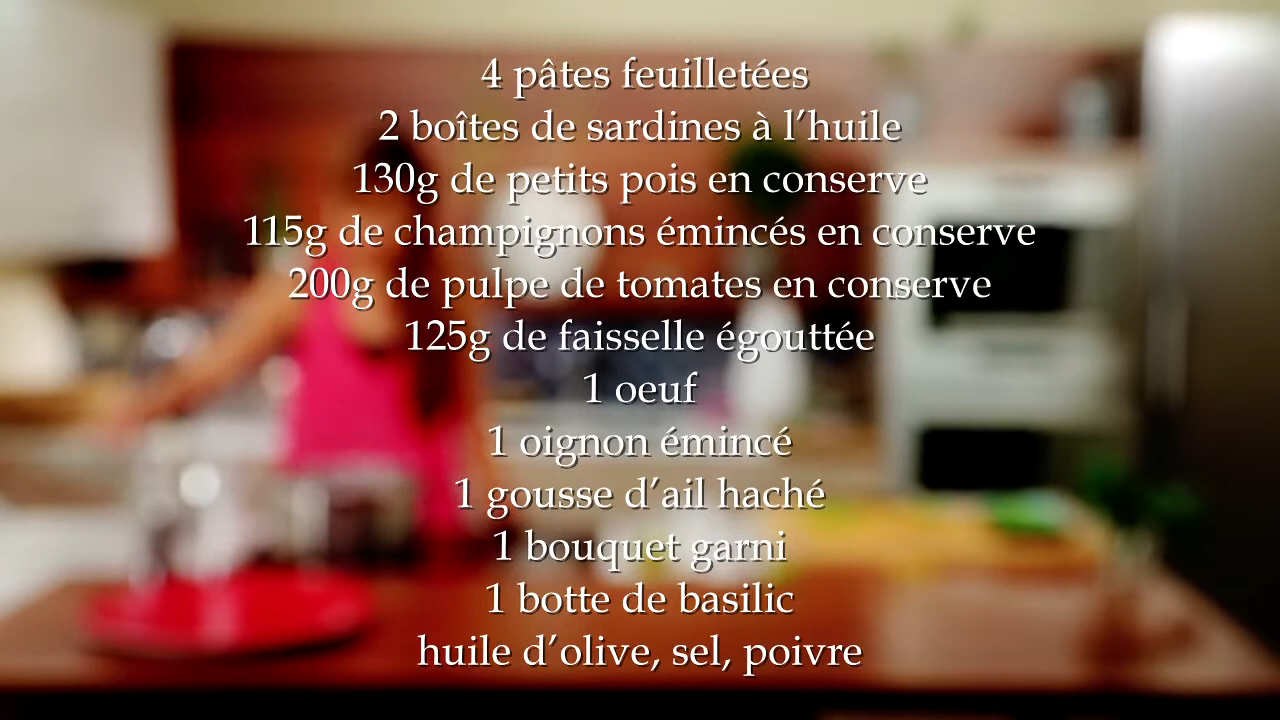 4 pâtes feuilletées
2 boîtes de sardines à l’huile
130g de petits pois en conserve
115g de champignons émincés en conserve
200g de pulpe de tomates en conserve
125g de faisselle égouttée
1 oeuf
1 oignon émincé
1 gousse d’ail haché
1 bouquet garni
1 botte de basilic
huile d’olive, sel, poivre